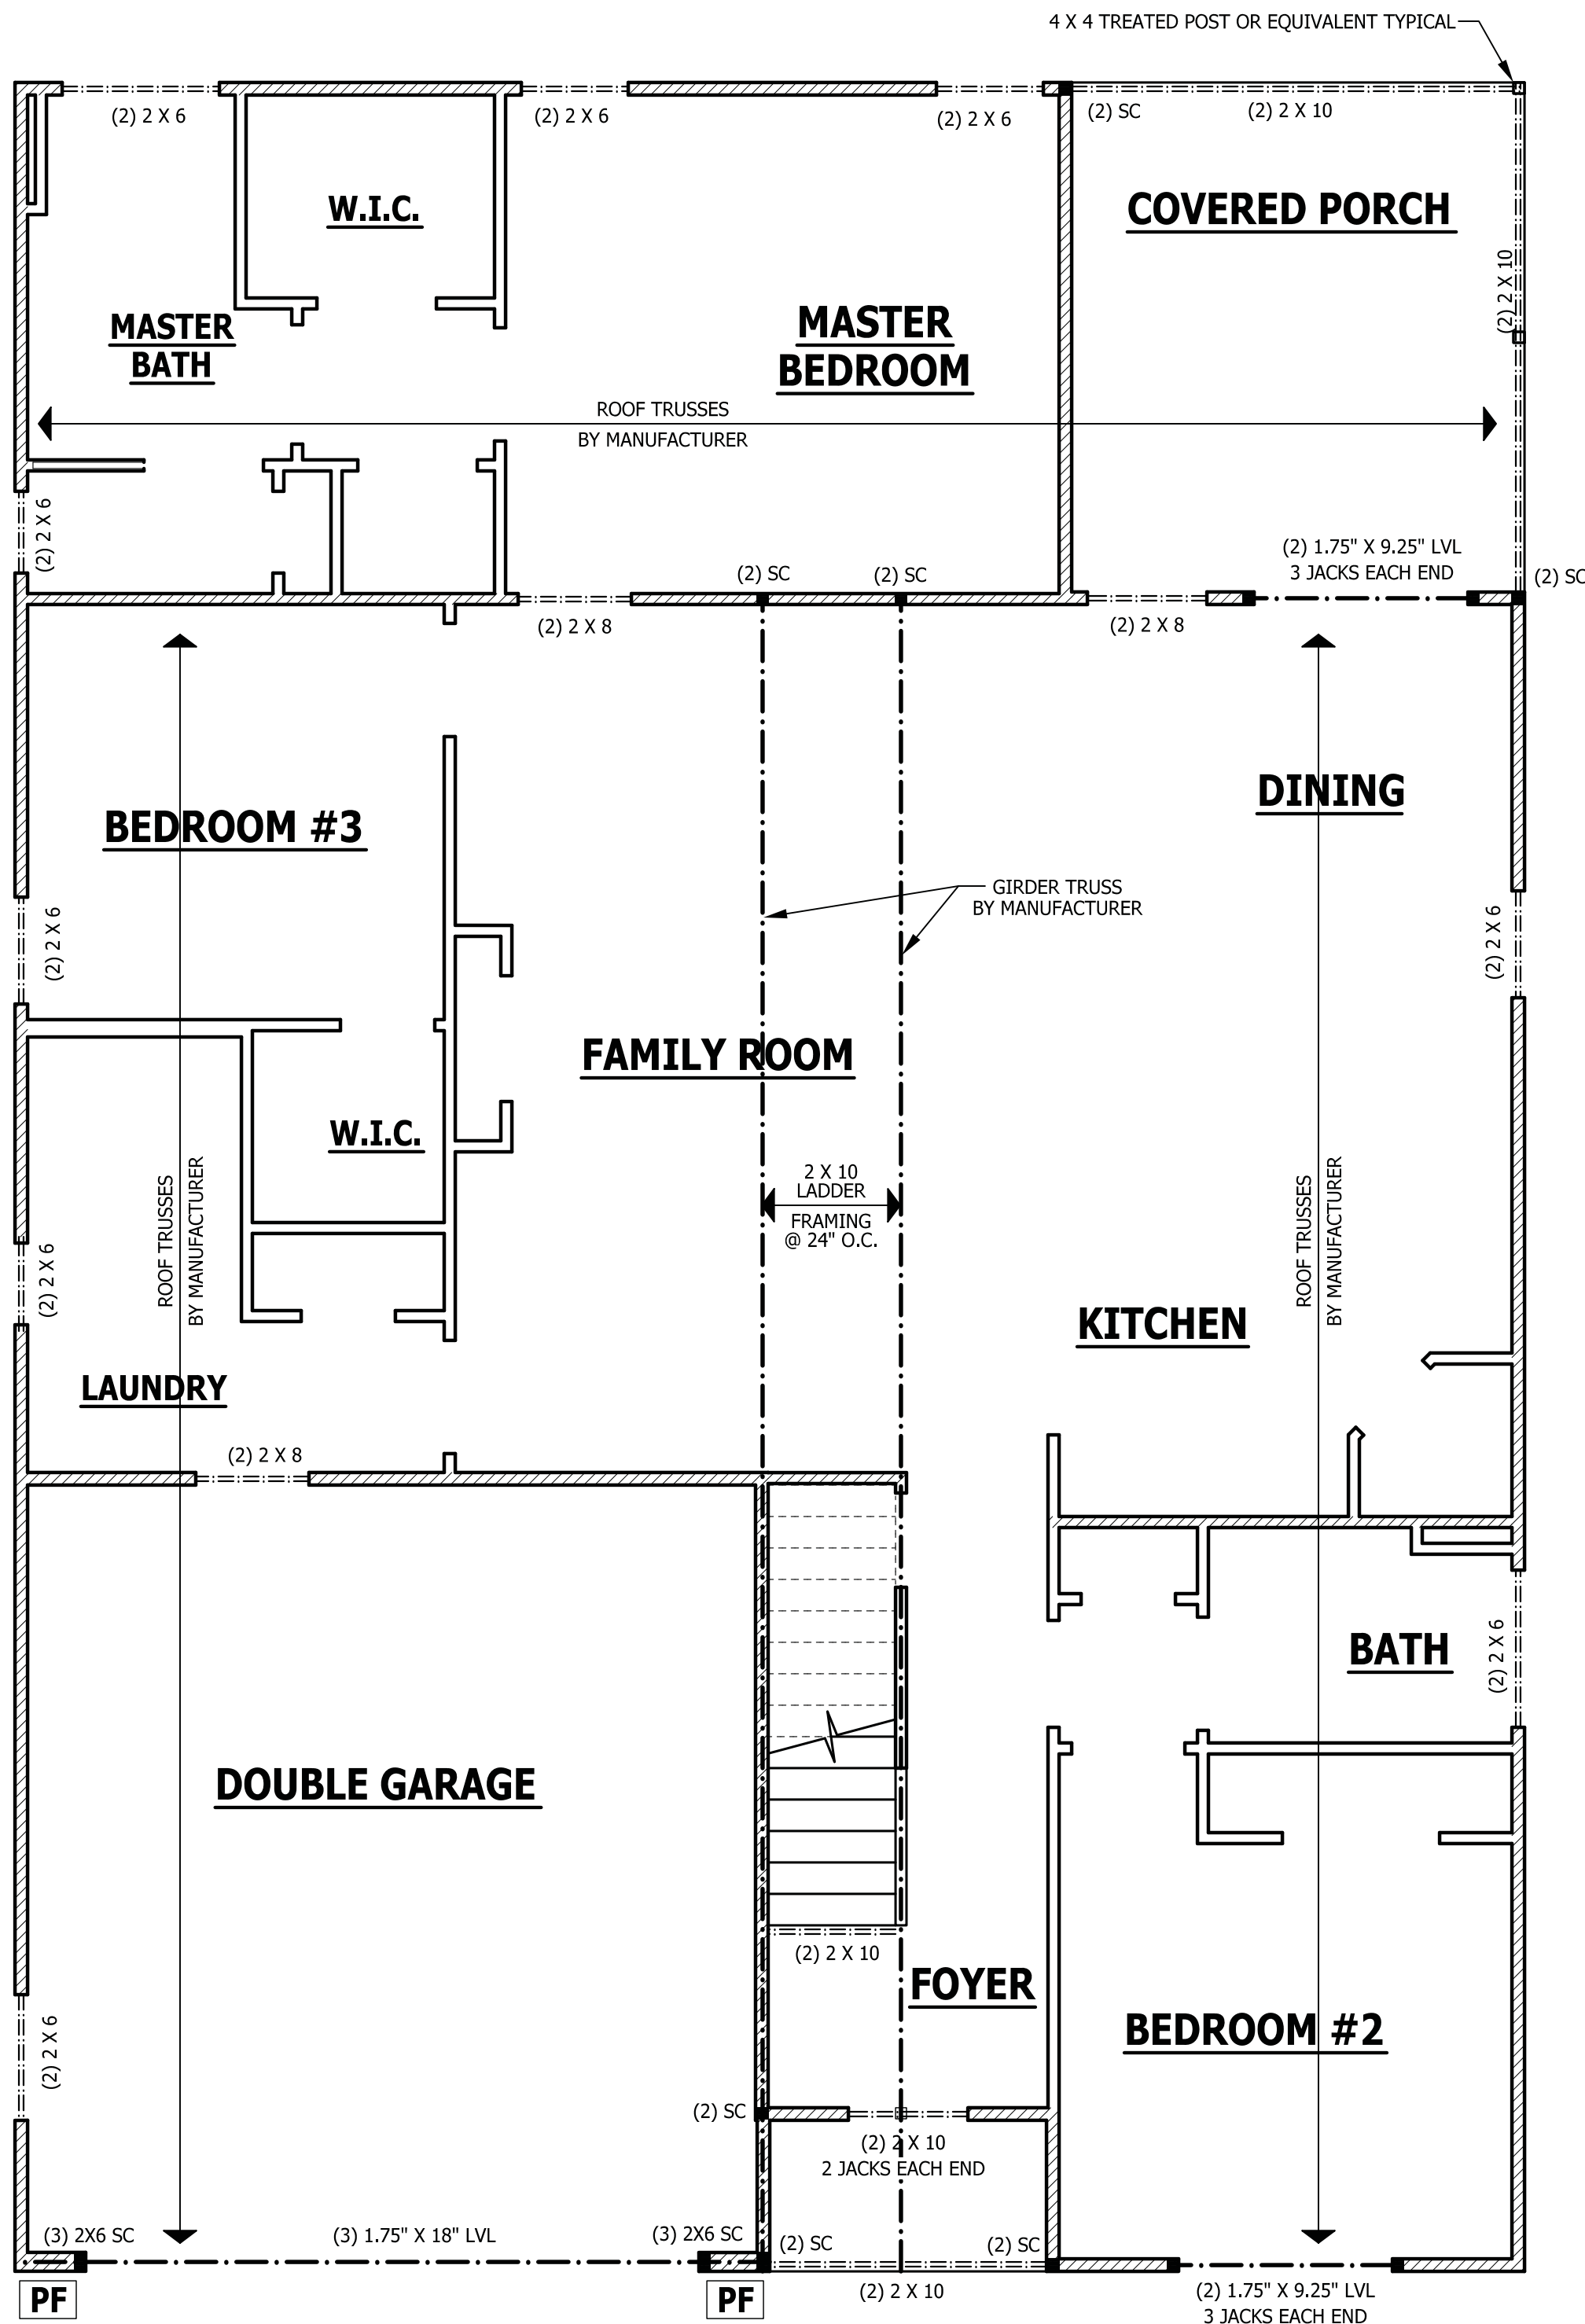 4 X 4 TREATED POST OR EQUIVALENT TYPICAL
(2) 2 X 6
(2) 2 X 6
(2) 2 X 6
(2) SC
(2) 2 X 10
W.I.C.
COVERED PORCH
(2) 2 X 10
MASTER
BATH
MASTER
BEDROOM
ROOF TRUSSES
BY MANUFACTURER
(2) 2 X 6
(2) SC
(2) SC
(2) 1.75" X 9.25" LVL
3 JACKS EACH END
(2) SC
(2) 2 X 8
(2) 2 X 8
DINING
BEDROOM #3
GIRDER TRUSS
BY MANUFACTURER
(2) 2 X 6
(2) 2 X 6
FAMILY ROOM
W.I.C.
ROOF TRUSSES
BY MANUFACTURER
2 X 10
LADDER
FRAMING
@ 24" O.C.
ROOF TRUSSES
BY MANUFACTURER
(2) 2 X 6
KITCHEN
LAUNDRY
(2) 2 X 8
BATH
(2) 2 X 6
DOUBLE GARAGE
(2) 2 X 10
FOYER
BEDROOM #2
(2) 2 X 6
(2) SC
(2) 2 X 10
2 JACKS EACH END
(3) 2X6 SC
(3) 1.75" X 18" LVL
(3) 2X6 SC
(2) SC
(2) SC
PF
PF
(2) 2 X 10
(2) 1.75" X 9.25" LVL
3 JACKS EACH END